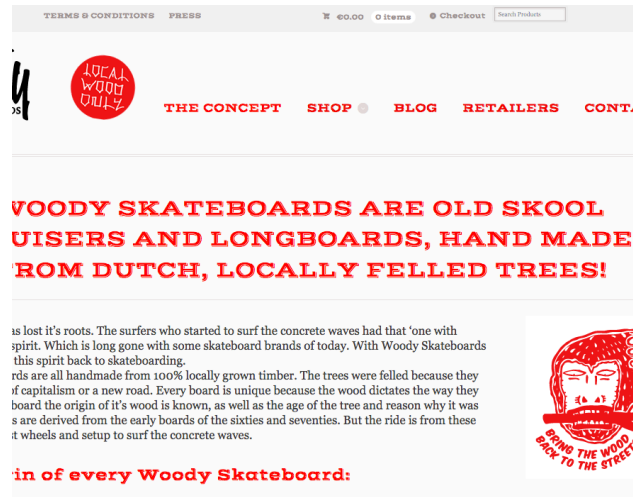 TERMS & CONDITIONS PRESS €0.00 0 items Checkout Search Products
LOCAL
WOOD
ONLY
THE CONCEPT SHOP BLOG RETAILERS
WOODY SKATEBOARDS ARE OLD SKOOL
UISERS AND LONGBOARDS, HAND MADE
ROM DUTCH, LOCALLY FELLED TREES!
as lost it's roots. The surfers who started to surf the concrete waves had that 'one with
spirit. Which is long gone with some skateboard brands of today. With Woody Skateboards
this spirit back to skateboarding.
rds are all handmade from 100% locally grown timber. The trees were felled because they
of capitalism or a new road. Every board is unique because the wood dictates the way they
board the origin of it's wood is known, as well as the age of the tree and reason why it was
s are derived from the early boards of the sixties and seventies. But the ride is from these
t wheels and setup to surf the concrete waves.
BRING THE WOOD
BACK TO THE STREET
in of every Woody Skateboard: